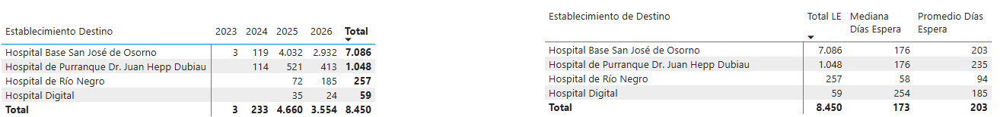 Establecimiento Destino 2023 2024 2025 2026 Total
Hospital Base San José de Osorno 3 119 4.032 2.932 7.086
Hospital de Purranque Dr. Juan Hepp Dubiau 114 521 413 1.048
Hospital de Río Negro 72 185 257
Hospital Digital 35 24 59
Total 3 233 4.660 3.554 8.450
Establecimiento de Destino Total LE Mediana Días Espera Promedio Días Espera
Hospital Base San José de Osorno 7.086 176 203
Hospital de Purranque Dr. Juan Hepp Dubiau 1.048 176 235
Hospital de Río Negro 257 58 94
Hospital Digital 59 254 185
Total 8.450 173 203